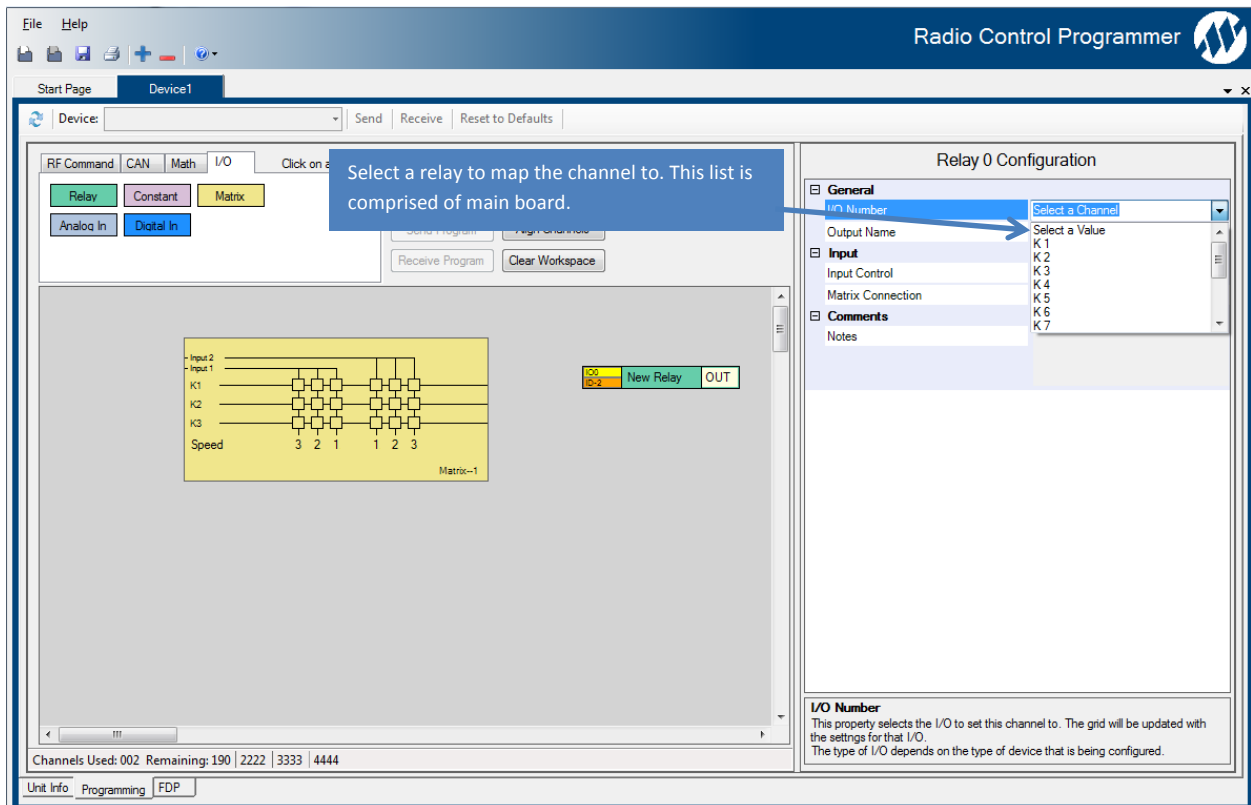 File Help
Radio Control Programmer
Start Page Device1
Device: Send Receive Reset to Defaults
RF Command CAN Math I/O
Click on a
Relay Constant Matrix
Analog In Digital In
Select a relay to map the channel to. This list is
comprised of main board.
Send Program Align Channels
Receive Program Clear Workspace
Input 2
Input 1
K1
K2
K3
Speed 3 2 1 1 2 3
Matrix--1
IO0
ID-2
New Relay OUT
Relay 0 Configuration
General
I/O Number Select a Channel
Output Name
Input
Input Control
Matrix Connection
Comments
Notes
Select a Value
K 1
K 2
K 3
K 4
K 5
K 6
K 7
I/O Number
This property selects the I/O to set this channel to. The grid will be updated with
the settngs for that I/O.
The type of I/O depends on the type of device that is being configured.
Channels Used: 002 Remaining: 190 2222 3333 4444
Unit Info Programming FDP